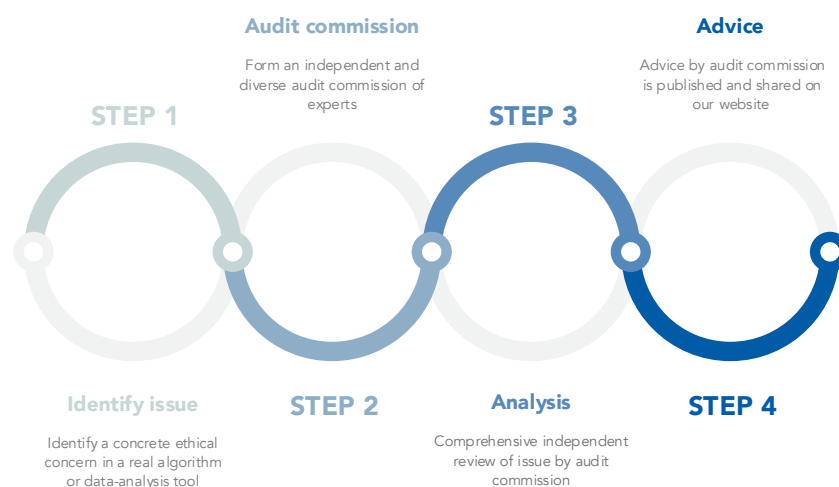 STEP 1
Identify issue
Identify a concrete ethical
concern in a real algorithm
or data-analysis tool
Audit commission
Form an independent and
diverse audit commission of
experts
STEP 2
STEP 3
Analysis
Comprehensive independent
review of issue by audit
commission
Advice
Advice by audit commission
is published and shared on
our website
STEP 4